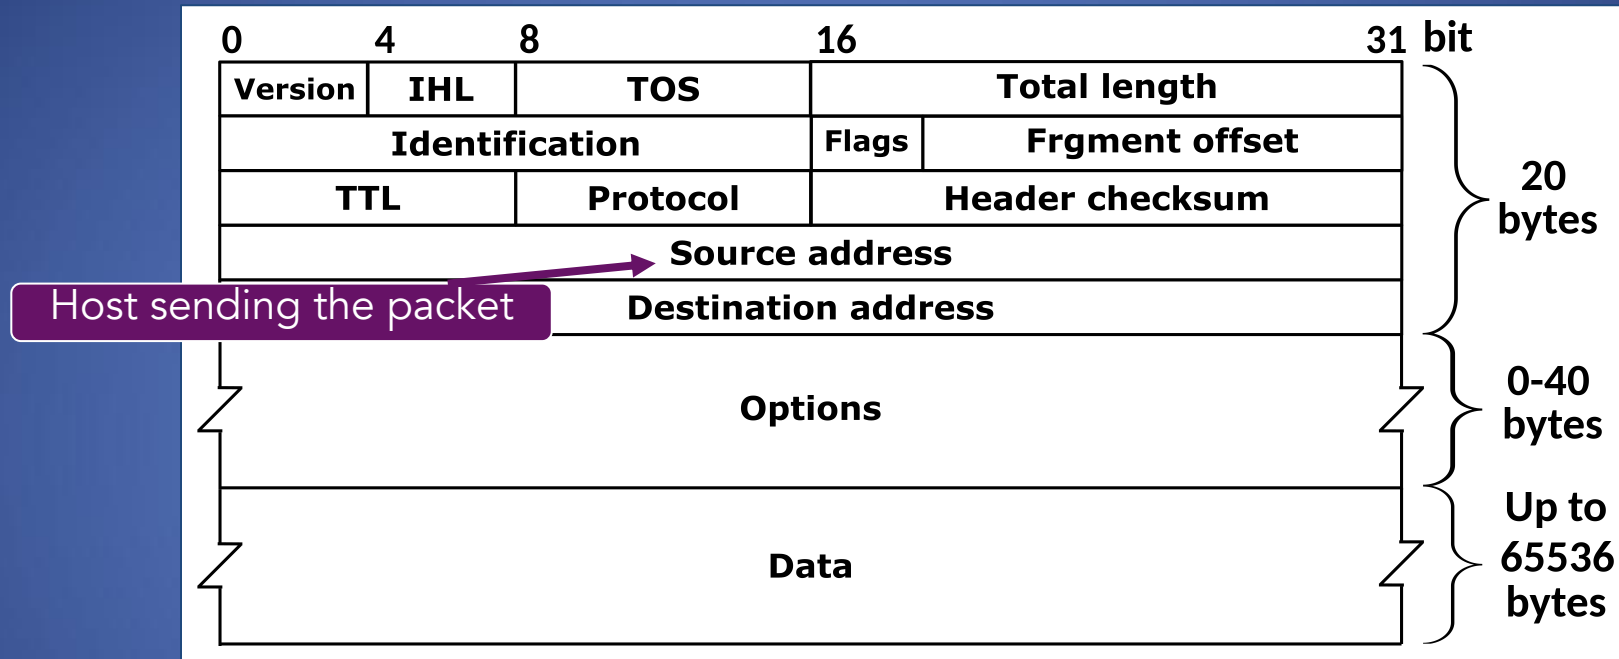 0 4 8 16 31 bit
Version IHL TOS Total length
Identification Flags Frgment offset
TTL Protocol Header checksum
20
bytes
Source address
Host sending the packet
Destination address
Options
0-40
bytes
Data
Up to
65536
bytes